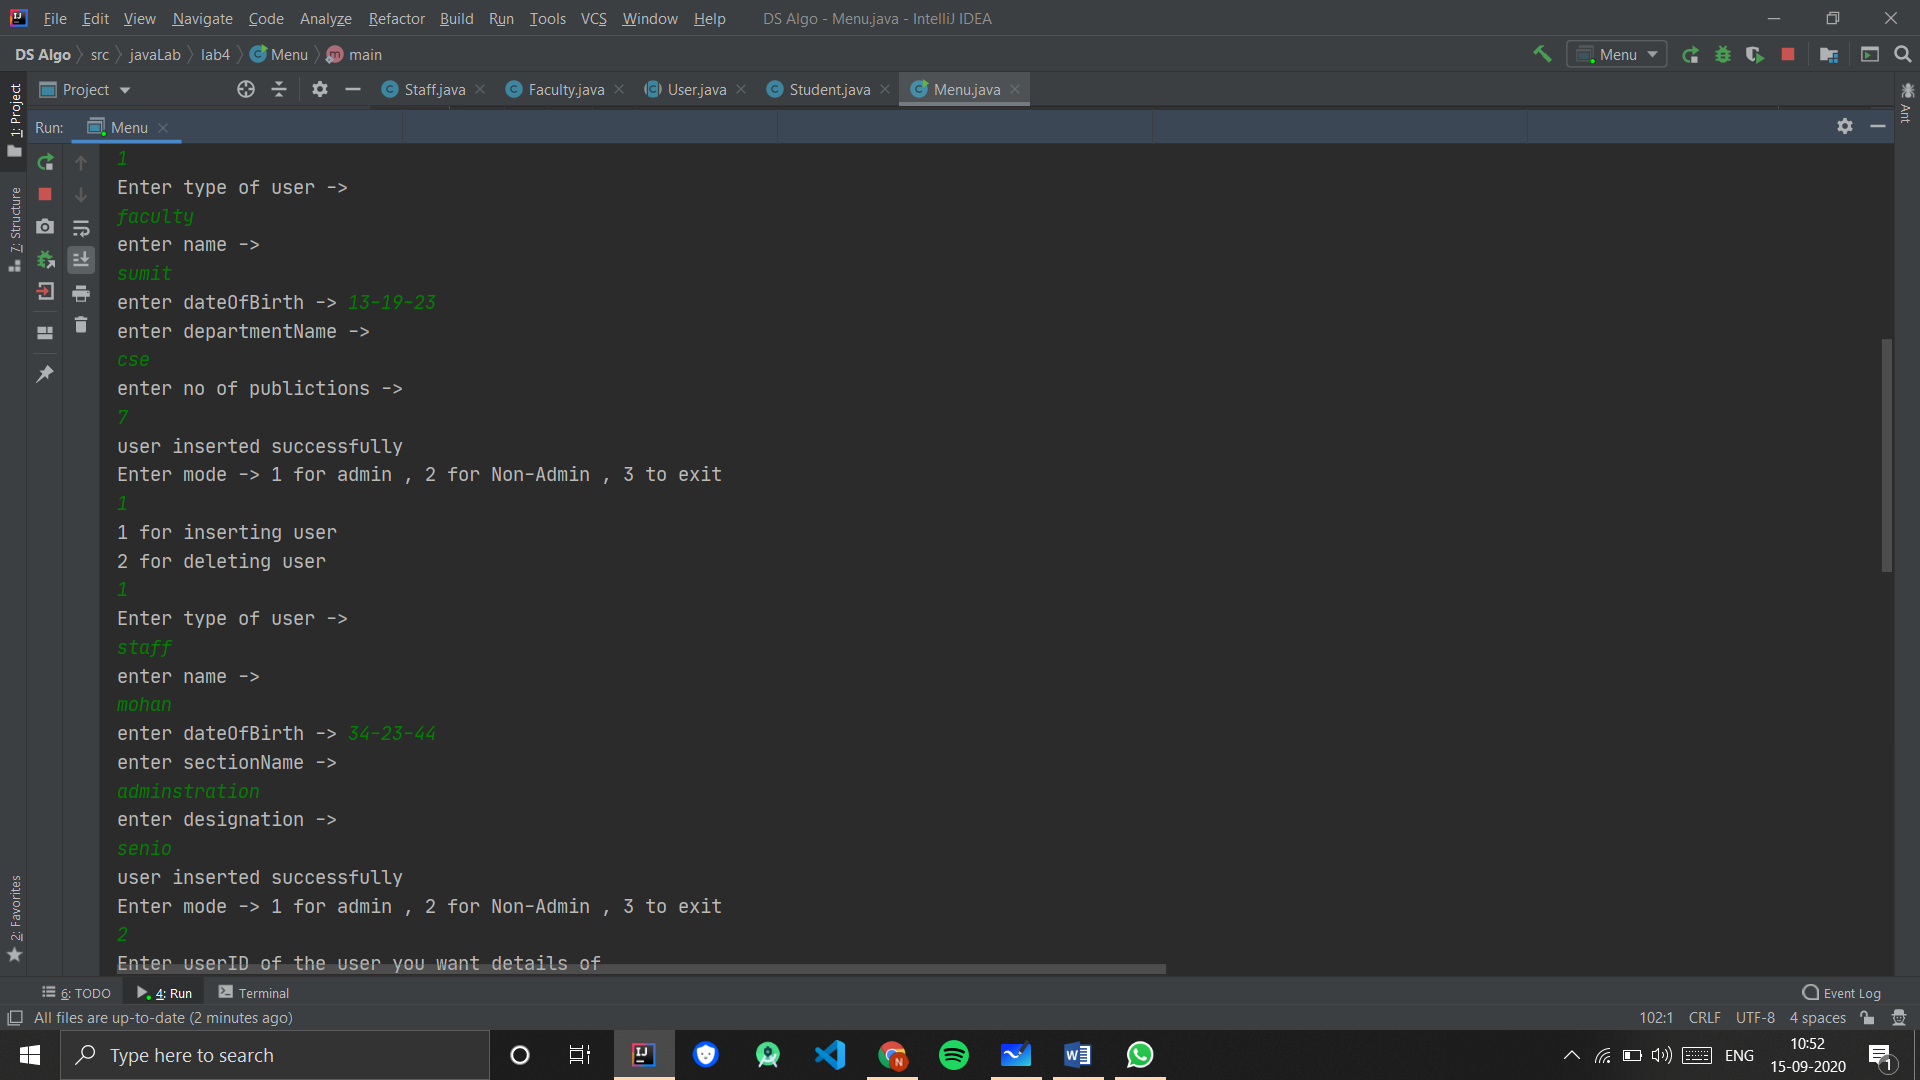 File Edit View Navigate Code Analyze Refactor Build Run Tools VCS Window Help DS Algo - Menu.java - IntelliJ IDEA
DS Algo src javaLab lab4 Menu main Menu
Project Staff.java Faculty.java User.java Student.java Menu.java
1: Project
7: Structure
2: Favorites
Ant
Run: Menu
1
Enter type of user ->
faculty
enter name ->
sumit
enter dateOfBirth -> 13-19-23
enter departmentName ->
cse
enter no of publictions ->
7
user inserted successfully
Enter mode -> 1 for admin , 2 for Non-Admin , 3 to exit
1
1 for inserting user
2 for deleting user
1
Enter type of user ->
staff
enter name ->
mohan
enter dateOfBirth -> 34-23-44
enter sectionName ->
adminstration
enter designation ->
senio
user inserted successfully
Enter mode -> 1 for admin , 2 for Non-Admin , 3 to exit
2
Enter userID of the user you want details of
6: TODO 4: Run Terminal Event Log
All files are up-to-date (2 minutes ago) 102:1 CRLF UTF-8 4 spaces
Type here to search ENG 10:52
15-09-2020
1